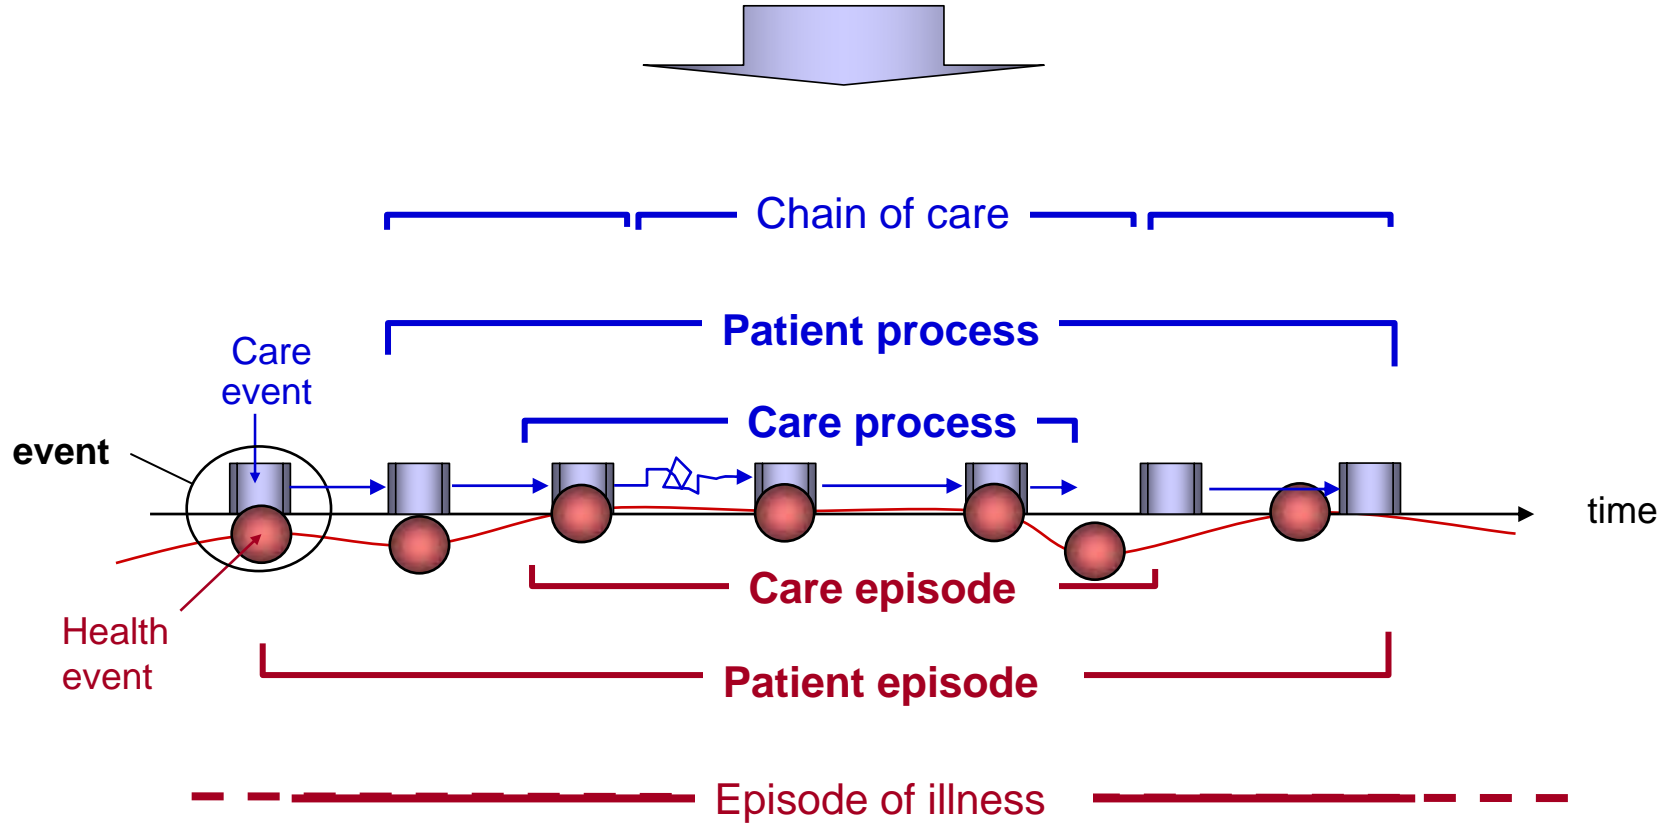 Chain of care
Patient process
Care
event
Care process
event
time
Care episode
Health
event
Patient episode
Episode of illness